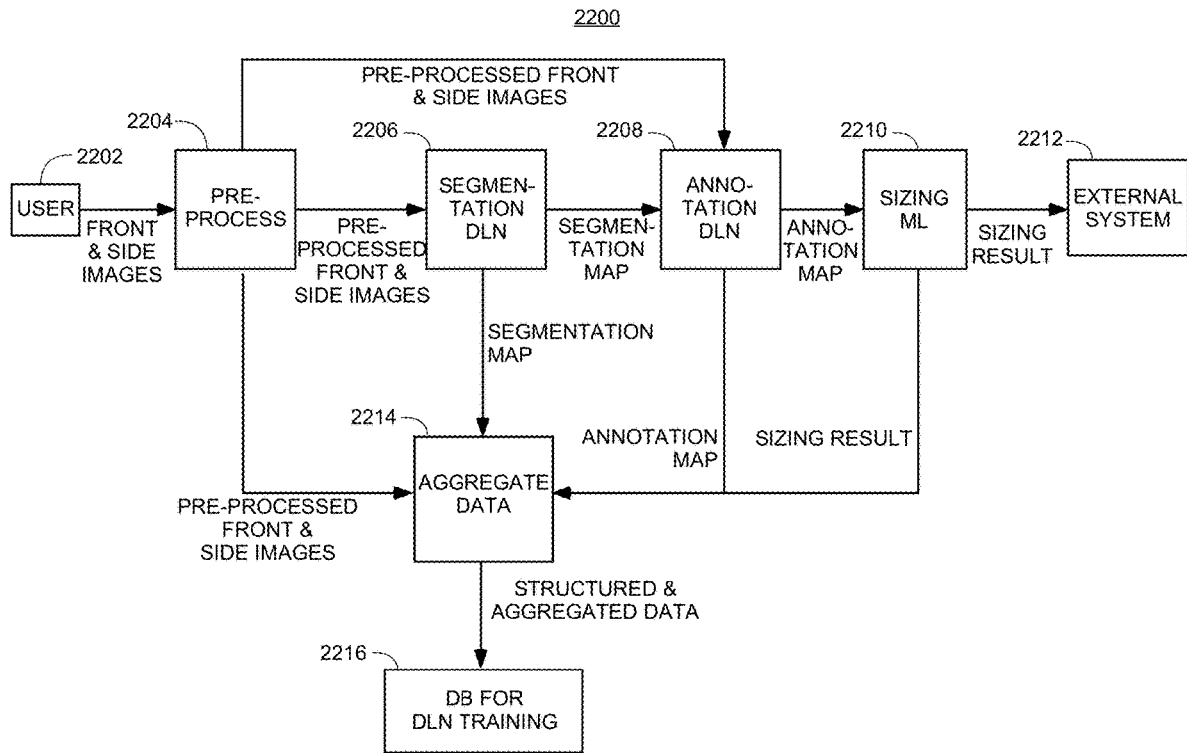 2200
PRE-PROCESSED FRONT
& SIDE IMAGES
2204
2206
2208
2210
2212
2202
USER
PRE-
PROCESS
SEGMEN-
TATION
DLN
ANNO-
TATION
DLN
SIZING
ML
EXTERNAL
SYSTEM
FRONT
& SIDE
IMAGES
PRE-
PROCESSED
FRONT &
SIDE IMAGES
SEGMEN-
TATION
MAP
ANNO-
TATION
MAP
SIZING
RESULT
SEGMENTATION
MAP
2214
ANNOTATION
MAP
SIZING RESULT
AGGREGATE
DATA
PRE-PROCESSED
FRONT &
SIDE IMAGES
STRUCTURED &
AGGREGATED DATA
2216
DB FOR
DLN TRAINING